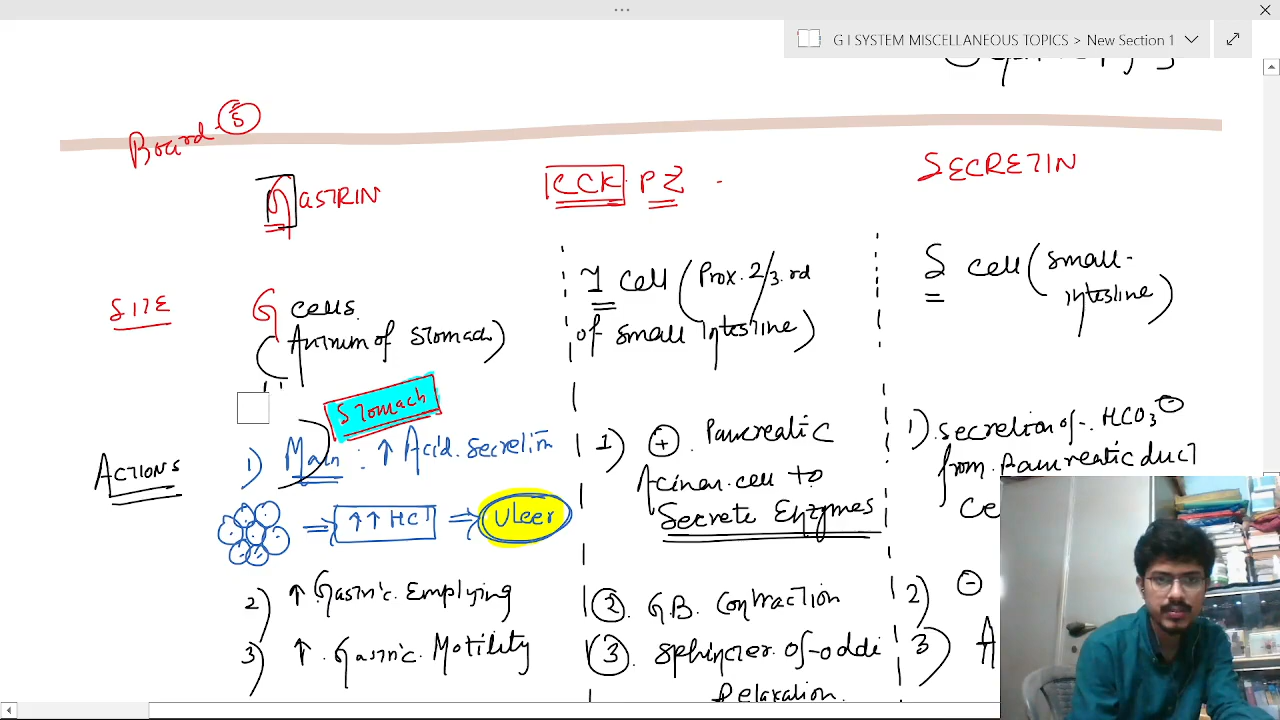 G I SYSTEM MISCELLANEOUS TOPICS > New Section 1
Board-5
GASTRIN
CCK PZ -
SECRETIN
SITE
G cells.
(Antrum of Stomach)
I cell (Prox. 2/3.rd
of small intestine)
S cell (small-
intestine)
Stomach
ACTIONS
1) Main: ↑ Acid. Secretion
⇒ ↑↑ HCl ⇒ Ulcer
2) ↑ Gastric. Emptying
3) ↑. Gastric. Motility
1) + . Pancreatic
Acinar. cell to
Secrete Enzymes
2. G.B. Contraction
3. Sphincter. of-oddi
Relaxation.
1) Secretion of-. HCO3⊖
from. pancreatic duct
Ce
2) ⊖
3) A